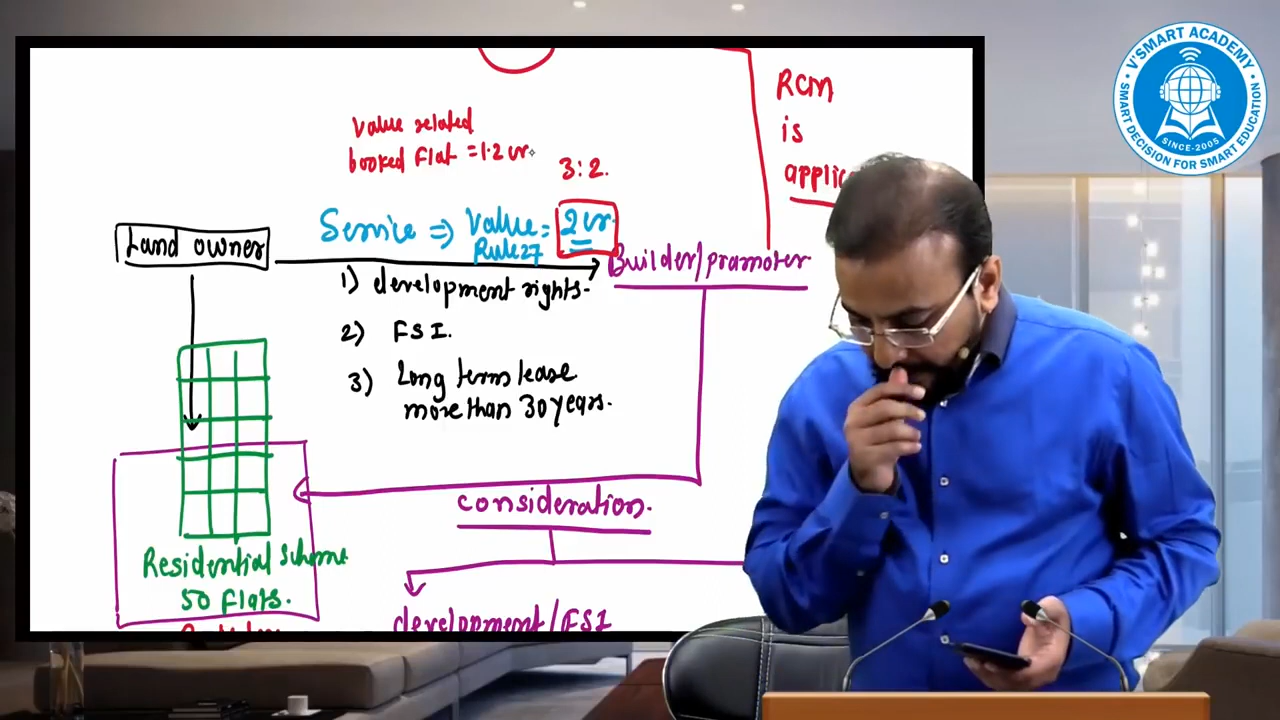 RCM
is
Value related
booked Flat = 1.2 cr
3:2.
Service ⇒ Value = 2 cr.
Rule 27
Land owner
Builder/pramoter
1) development rights.
2) FSI.
3) Long term lease
more than 30 years.
consideration.
Residential Scheme
50 Flats.
development/FSI
V'SMART ACADEMY
SMART DECISION FOR SMART EDUCATION
SINCE-2005